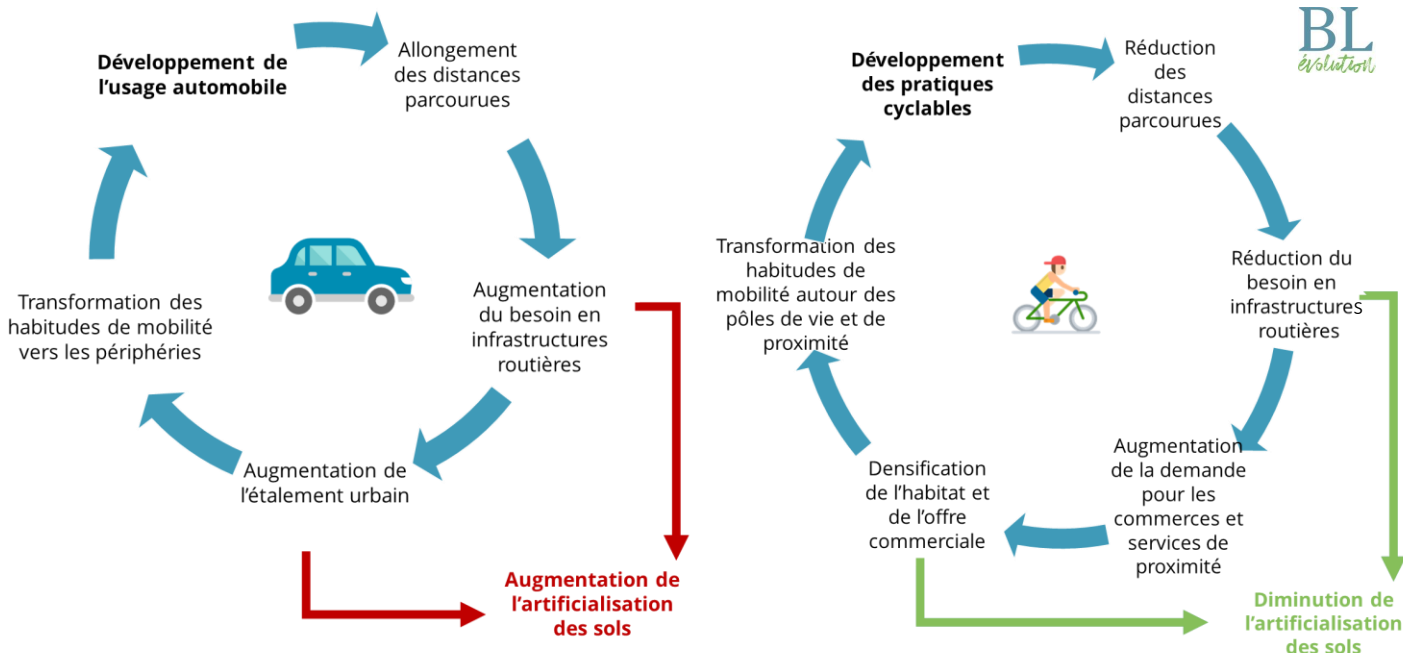 Développement de
l’usage automobile
Allongement
des distances
parcourues
Augmentation
du besoin en
infrastructures
routières
Augmentation de
l’étalement urbain
Transformation des
habitudes de mobilité
vers les périphéries
Augmentation de
l’artificialisation
des sols
BL
évolution
Développement
des pratiques
cyclables
Réduction
des
distances
parcourues
Réduction du
besoin en
infrastructures
routières
Augmentation
de la demande
pour les
commerces et
services de
proximité
Densification
de l’habitat et
de l’offre
commerciale
Transformation des
habitudes de
mobilité autour des
pôles de vie et de
proximité
Diminution de
l’artificialisation
des sols